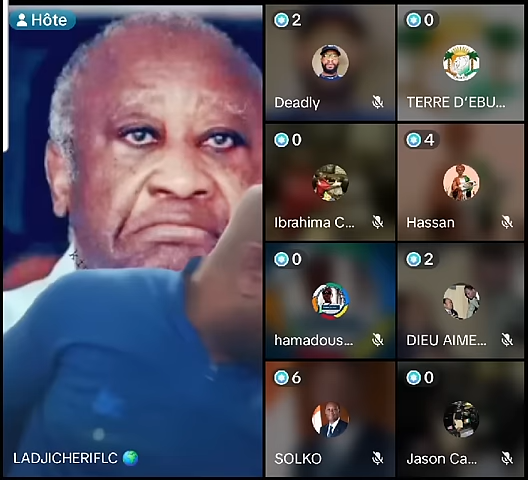 Hôte
2
Deadly
0
TERRE D'EBU...
0
Ibrahima C...
4
Hassan
0
hamadous...
2
DIEU AIME...
6
SOLKO
0
Jason Ca...
LADJICHERIFLC